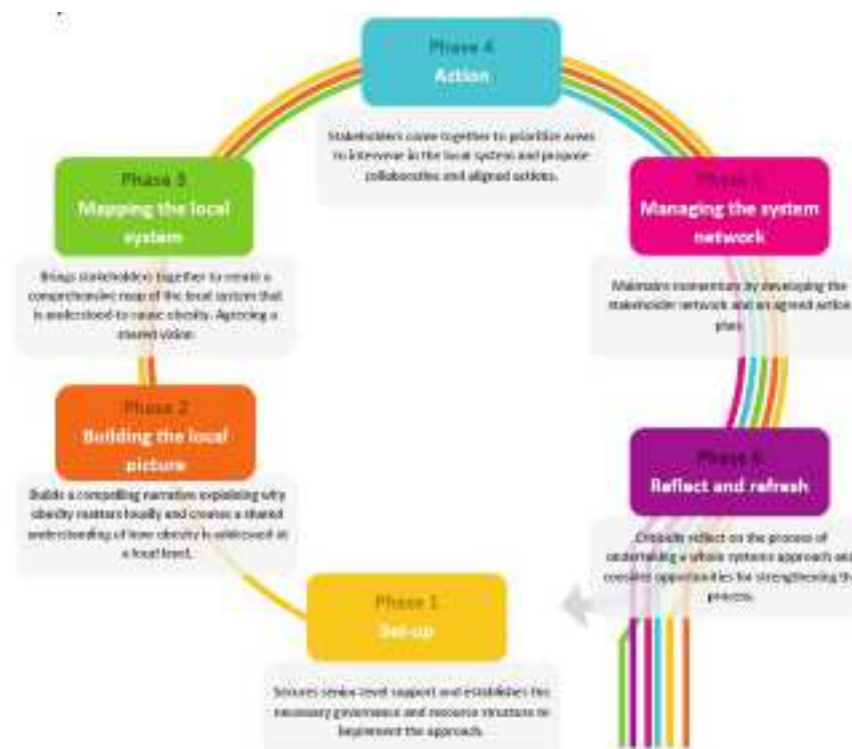 Phase 4
Action
Stakeholders come together to prioritize areas
to intervene in the local system and propose
collaborative and aligned actions.
Phase 3
Mapping the local
system
Brings stakeholders together to create a
comprehensive map of the local system that
is understood to cause obesity. Agreeing a
shared vision.
Phase 5
Managing the system
network
Maintains momentum by developing the
stakeholder network and an agreed action
plan.
Phase 2
Building the local
picture
Builds a compelling narrative explaining why
obesity matters locally and creates a shared
understanding of how obesity is addressed at
a local level.
Phase 6
Reflect and refresh
Critically reflect on the process of
undertaking a whole systems approach and
consider opportunities for strengthening the
process.
Phase 1
Set-up
Secures senior-level support and establishes the
necessary governance and resource structure to
implement the approach.